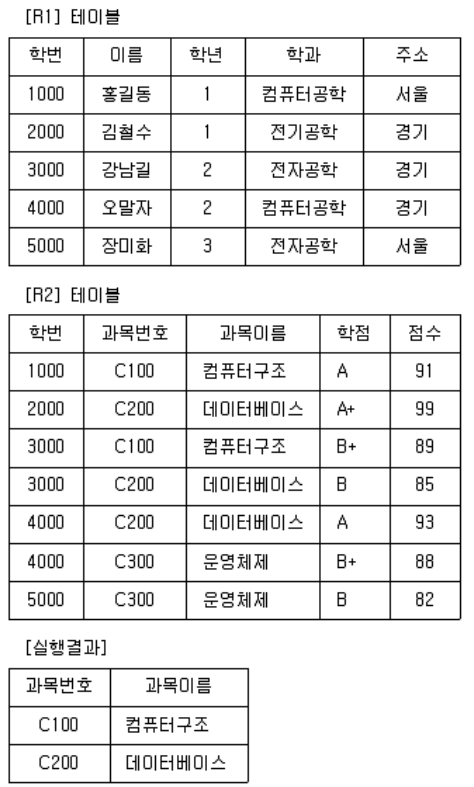 [R1] 테이블
학번 이름 학년 학과 주소
1000 홍길동 1 컴퓨터공학 서울
2000 김철수 1 전기공학 경기
3000 강남길 2 전자공학 경기
4000 오말자 2 컴퓨터공학 경기
5000 장미화 3 전자공학 서울
[R2] 테이블
학번 과목번호 과목이름 학점 점수
1000 C100 컴퓨터구조 A 91
2000 C200 데이터베이스 A+ 99
3000 C100 컴퓨터구조 B+ 89
3000 C200 데이터베이스 B 85
4000 C200 데이터베이스 A 93
4000 C300 운영체제 B+ 88
5000 C300 운영체제 B 82
[실행결과]
과목번호 과목이름
C100 컴퓨터구조
C200 데이터베이스